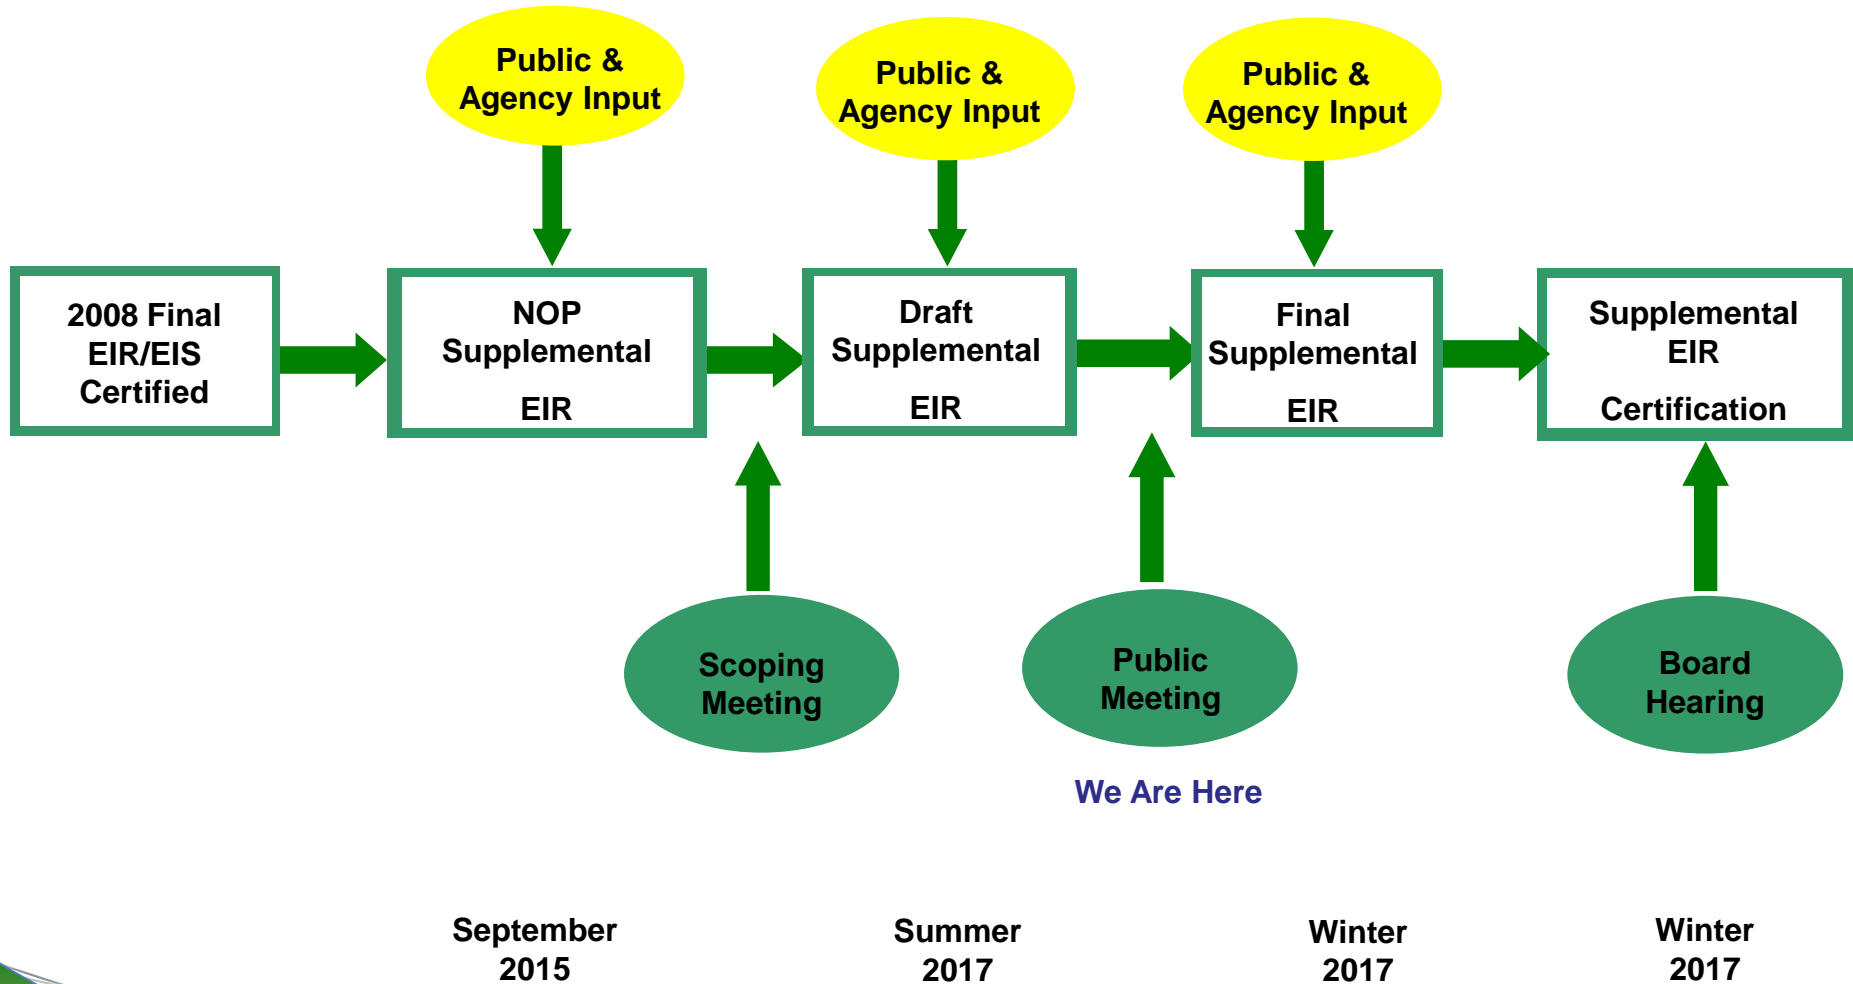 Public &
Agency Input
Public &
Agency Input
Public &
Agency Input
2008 Final
EIR/EIS
Certified
NOP
Supplemental
EIR
Draft
Supplemental
EIR
Final
Supplemental
EIR
Supplemental
EIR
Certification
Scoping
Meeting
Public
Meeting
Board
Hearing
We Are Here
September
2015
Summer
2017
Winter
2017
Winter
2017